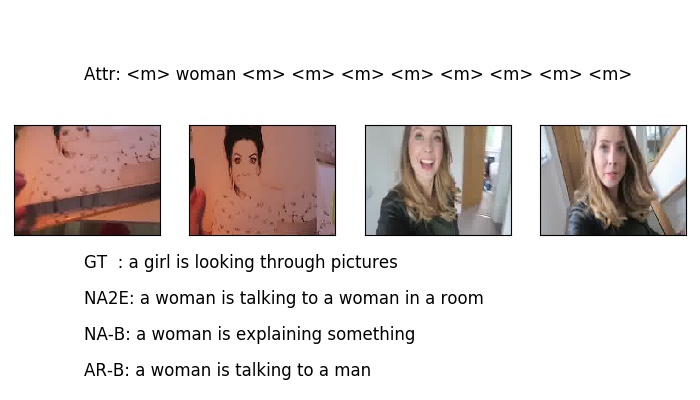 Attr: <m> woman <m> <m> <m> <m> <m> <m> <m> <m>
GT : a girl is looking through pictures
NA2E: a woman is talking to a woman in a room
NA-B: a woman is explaining something
AR-B: a woman is talking to a man